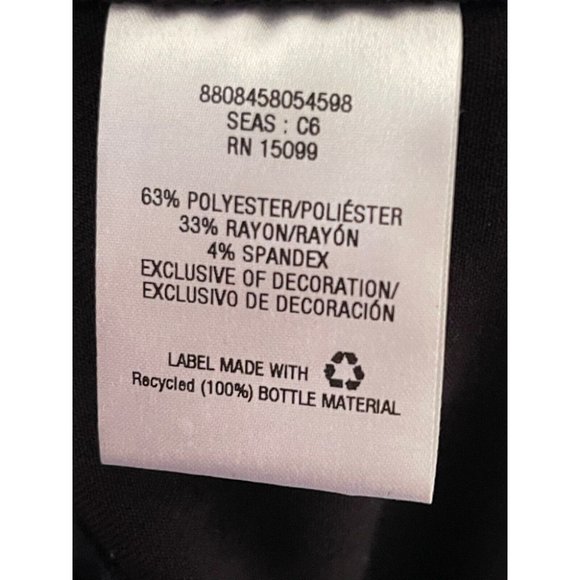 8808458054598
SEAS : C6
RN 15099
63% POLYESTER/POLIÉSTER
33% RAYON/RAYÓN
4% SPANDEX
EXCLUSIVE OF DECORATION/
EXCLUSIVO DE DECORACIÓN
LABEL MADE WITH
Recycled (100%) BOTTLE MATERIAL